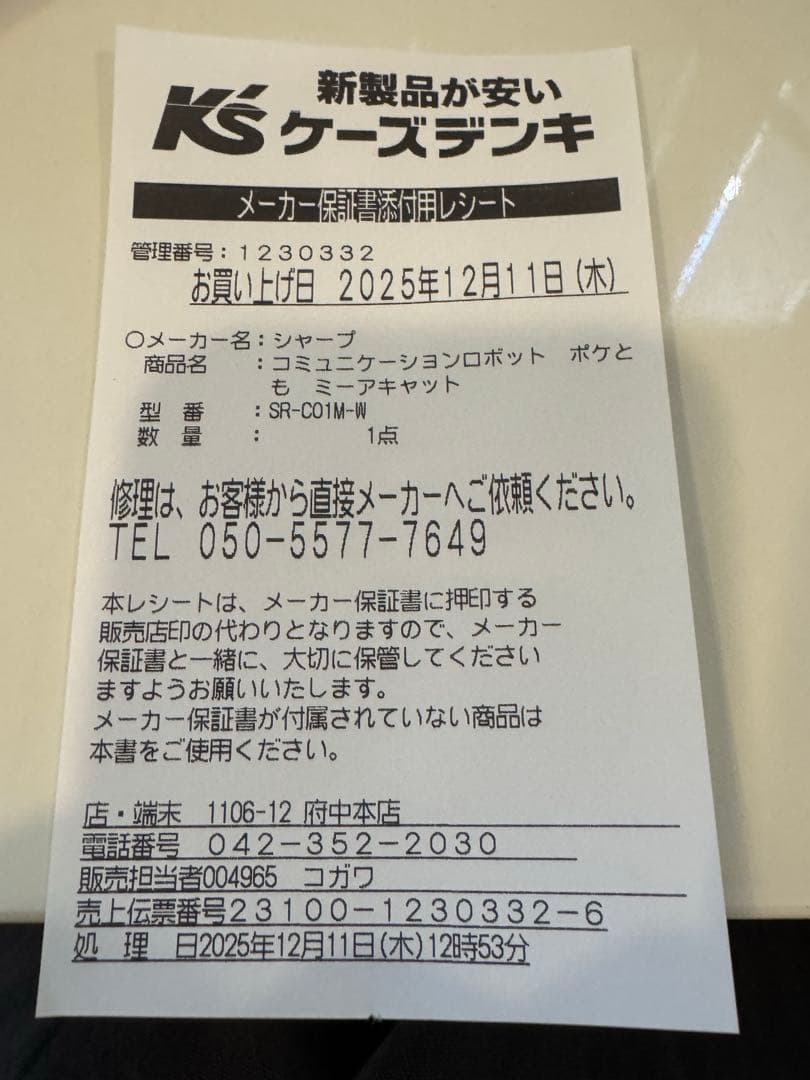 新製品が安い
K's ケーズデンキ
メーカー保証書添付用レシート
管理番号：1230332
お買い上げ日 2025年12月11日(木)
○メーカー名：シャープ
商品名 ：コミュニケーションロボット ポケと
も ミーアキャット
型 番 ：SR-C01M-W
数 量 ： 1点
修理は、お客様から直接メーカーへご依頼ください。
TEL 050-5577-7649
本レシートは、メーカー保証書に押印する
販売店印の代わりとなりますので、メーカー
保証書と一緒に、大切に保管してください
ますようお願いいたします。
メーカー保証書が付属されていない商品は
本書をご使用ください。
店・端末 1106-12 府中本店
電話番号 042-352-2030
販売担当者004965 コガワ
売上伝票番号23100-1230332-6
処 理 日2025年12月11日(木)12時53分